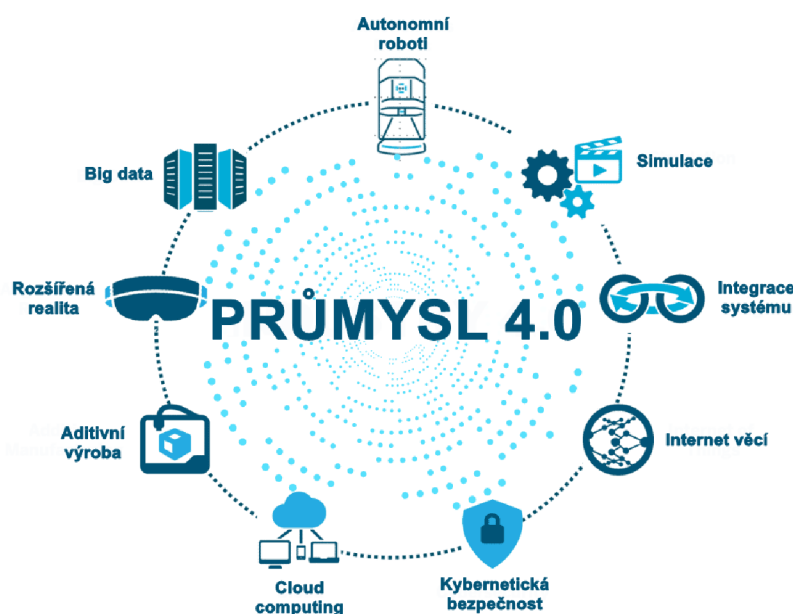 Autonomní
roboti
Simulace
Integrace
systému
Internet věcí
Kybernetická
bezpečnost
Cloud
computing
Aditivní
výroba
Rozšířená
realita
Big data
PRŮMYSL 4.0